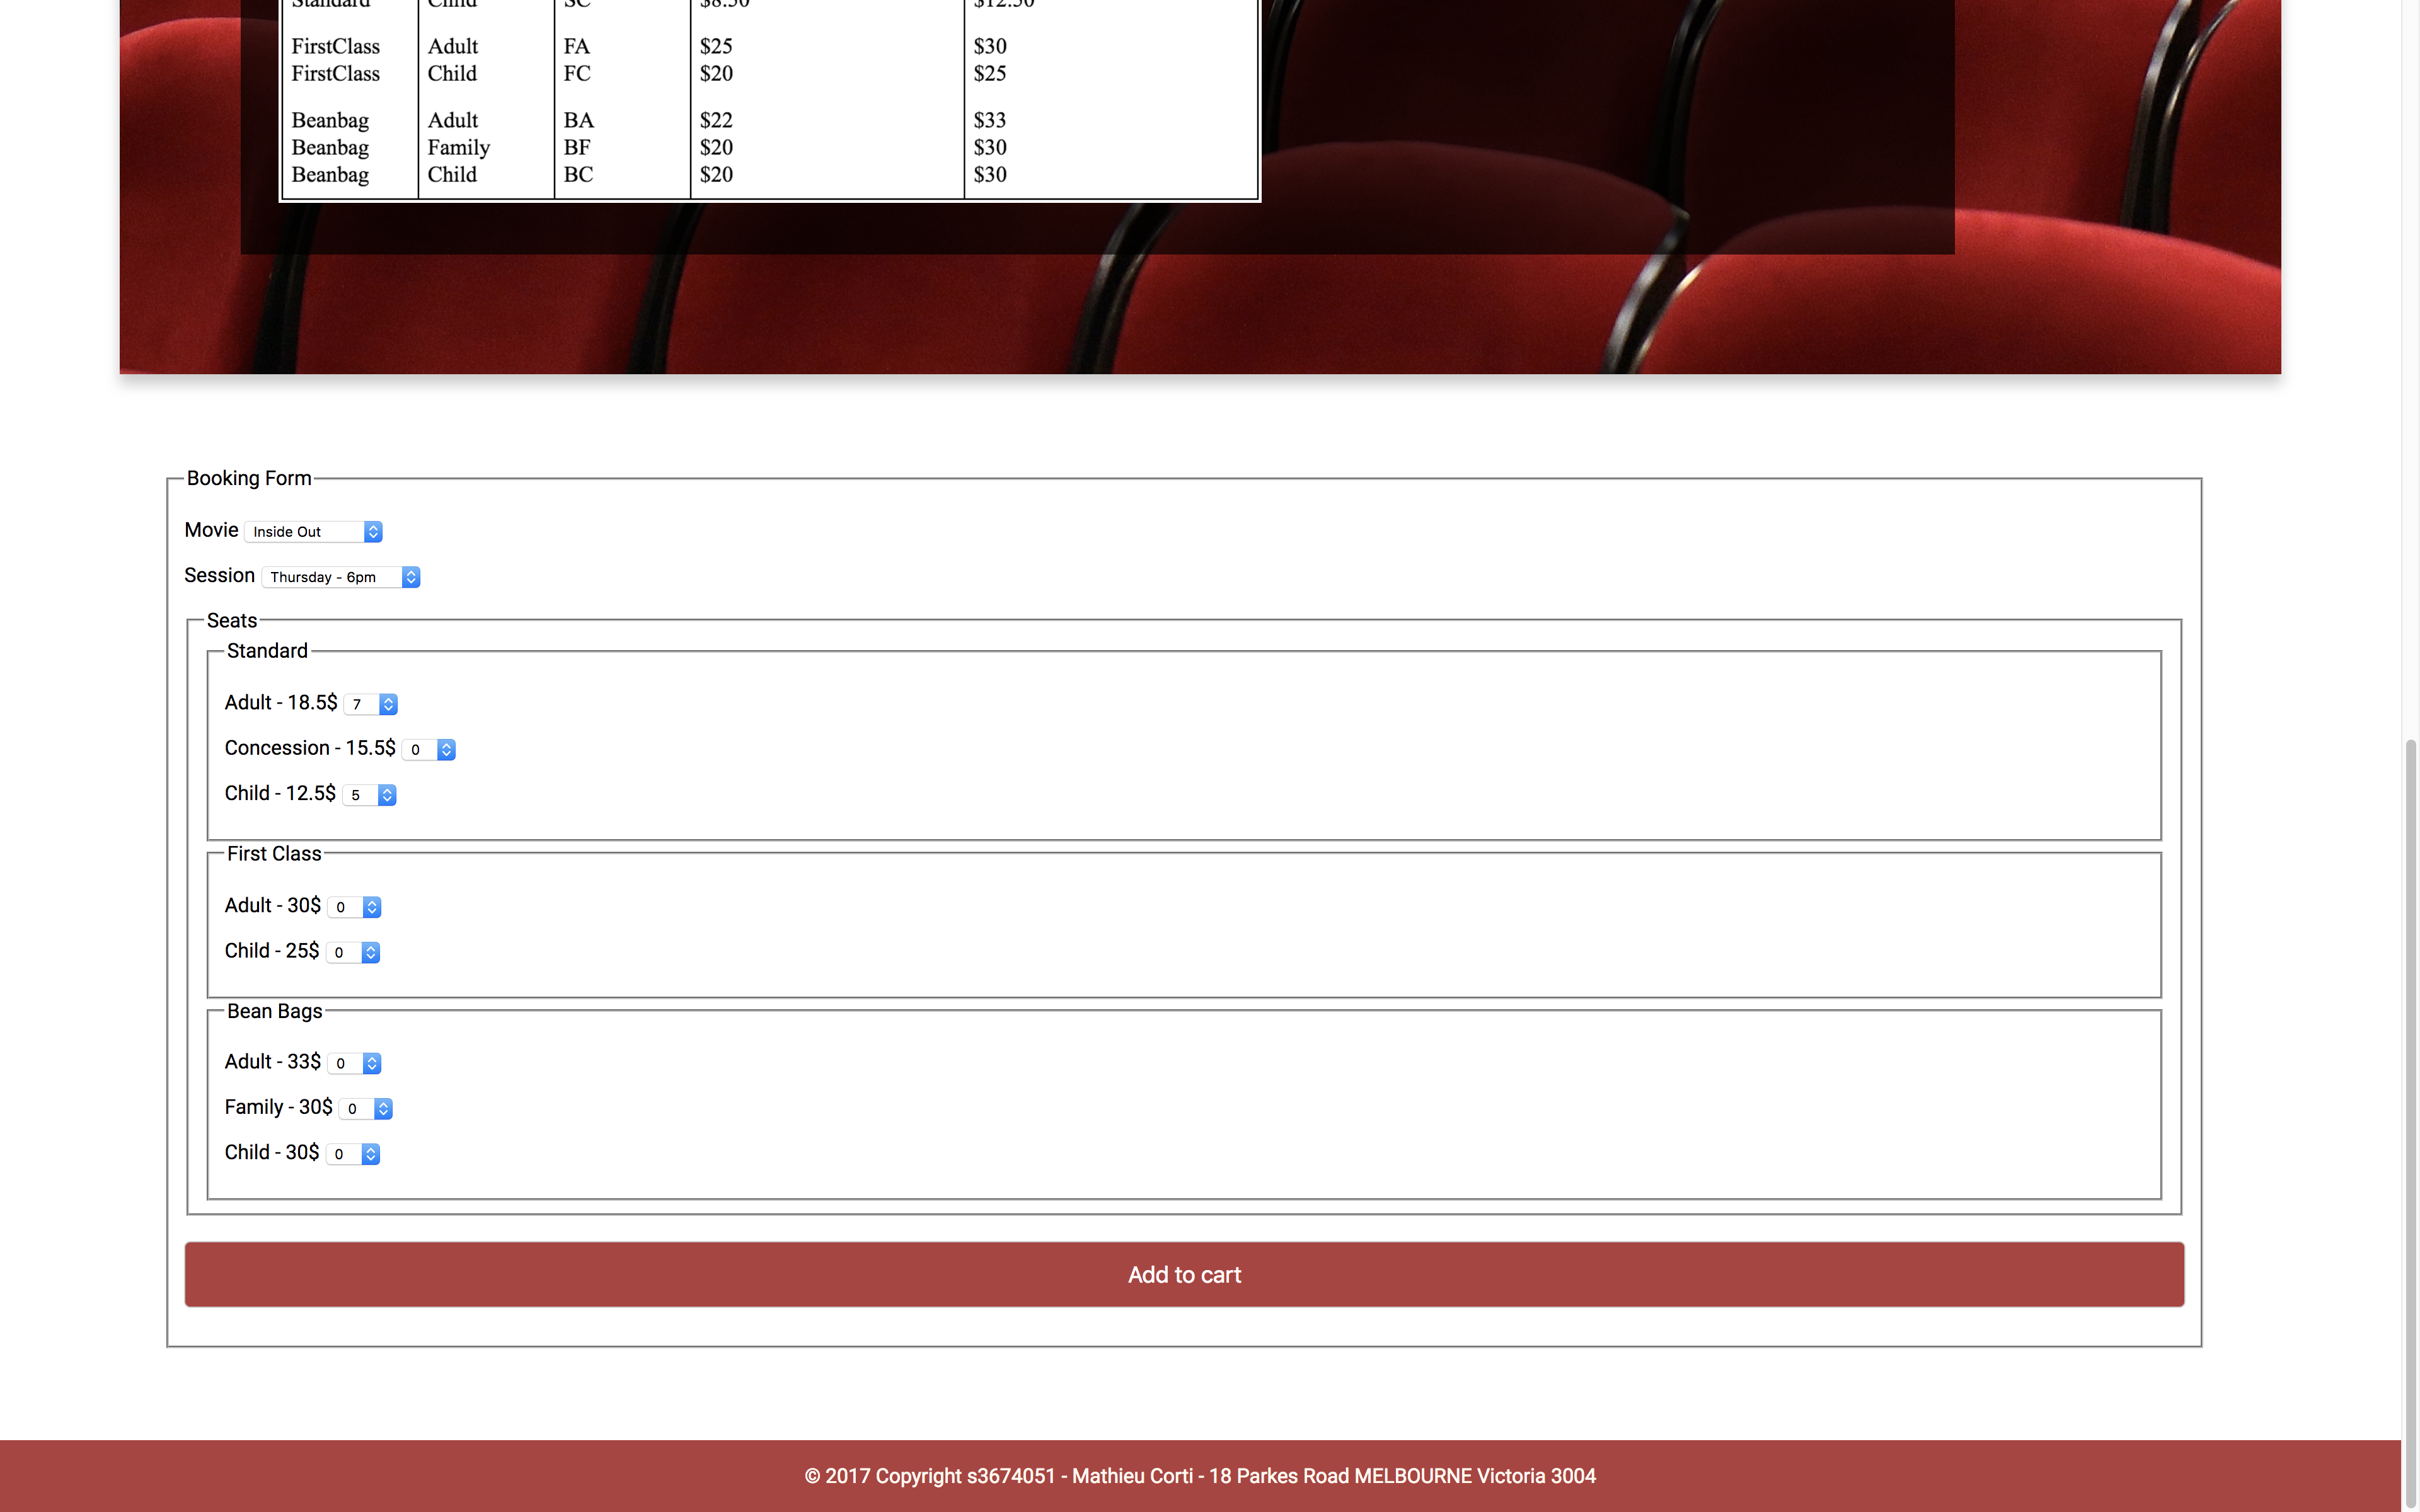 Standard Child SC $8.50 $12.50
FirstClass Adult FA $25 $30
FirstClass Child FC $20 $25
Beanbag Adult BA $22 $33
Beanbag Family BF $20 $30
Beanbag Child BC $20 $30
Booking Form
Movie Inside Out
Session Thursday - 6pm
Seats
Standard
Adult - 18.5$ 7
Concession - 15.5$ 0
Child - 12.5$ 5
First Class
Adult - 30$ 0
Child - 25$ 0
Bean Bags
Adult - 33$ 0
Family - 30$ 0
Child - 30$ 0
Add to cart
© 2017 Copyright s3674051 - Mathieu Corti - 18 Parkes Road MELBOURNE Victoria 3004